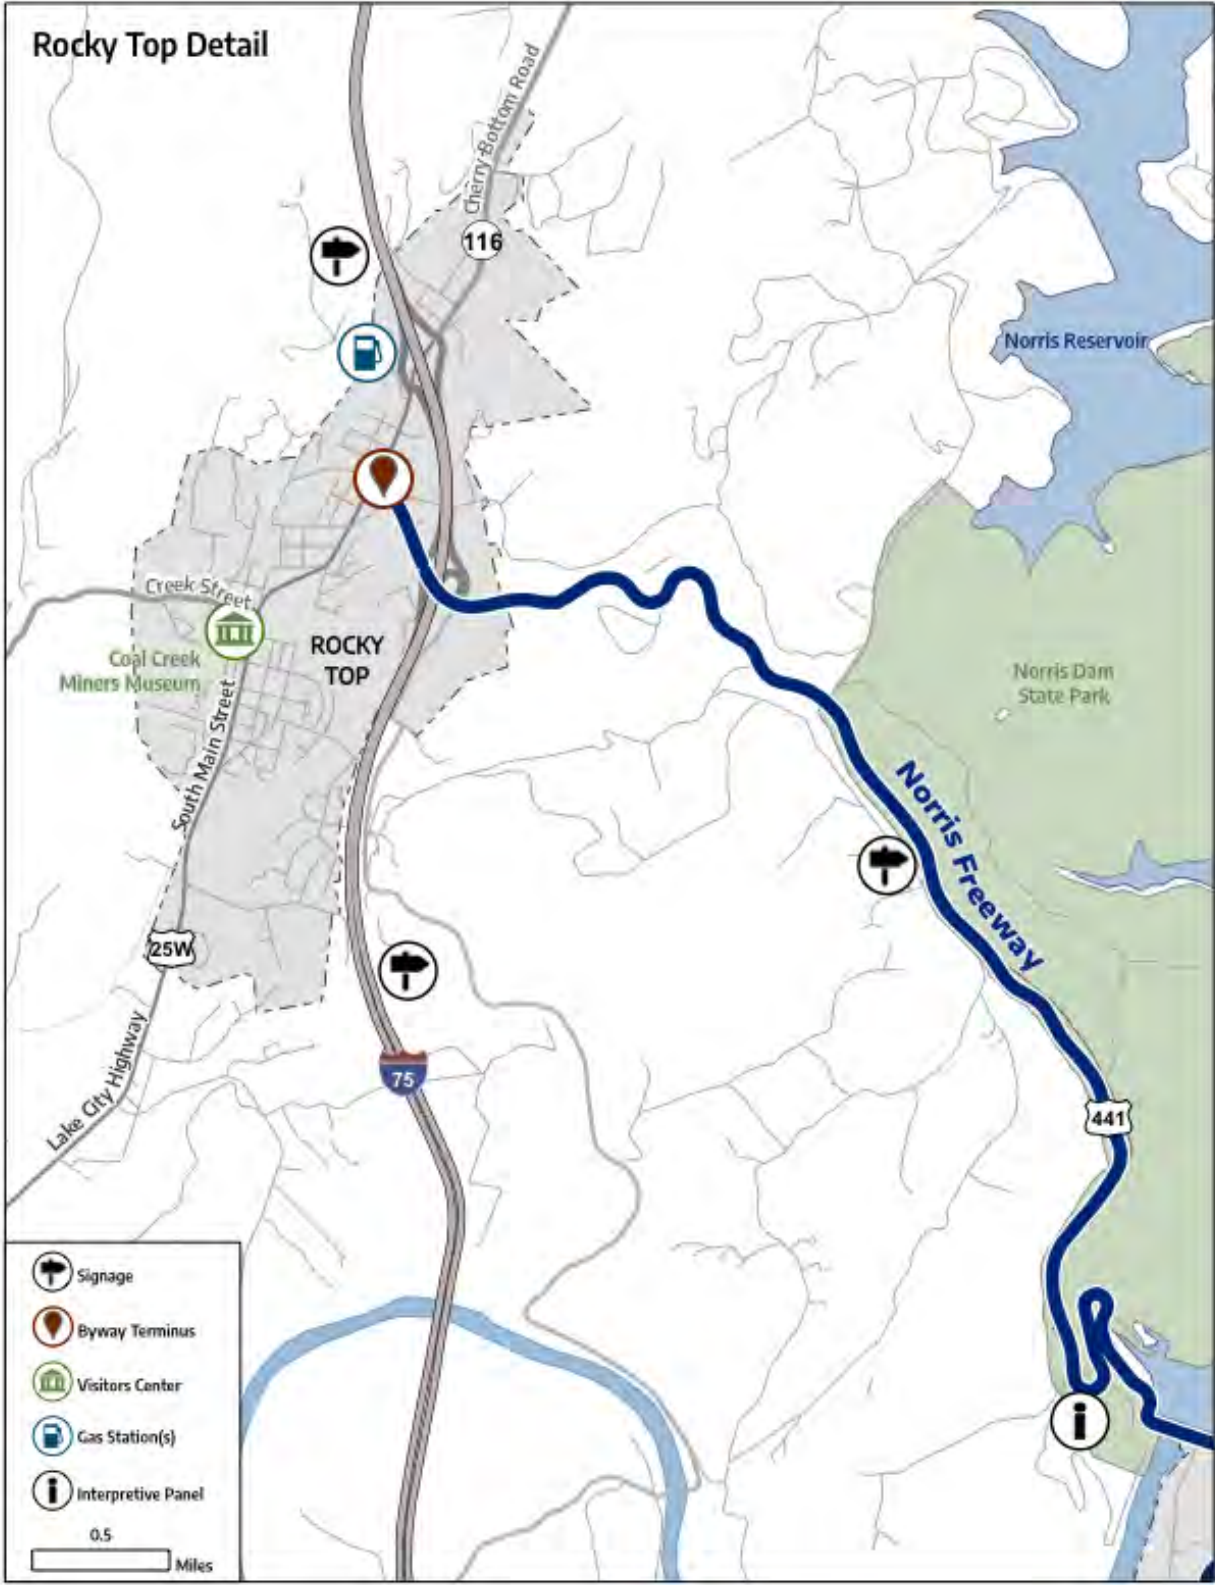 Rocky Top Detail
Cherry Bottom Road
116
Norris Reservoir
Creek Street
Coal Creek
Miners Museum
ROCKY
TOP
Norris Dam
State Park
South Main Street
Norris Freeway
25W
Lake City Highway
75
441
Signage
Byway Terminus
Visitors Center
Gas Station(s)
Interpretive Panel
0.5
Miles